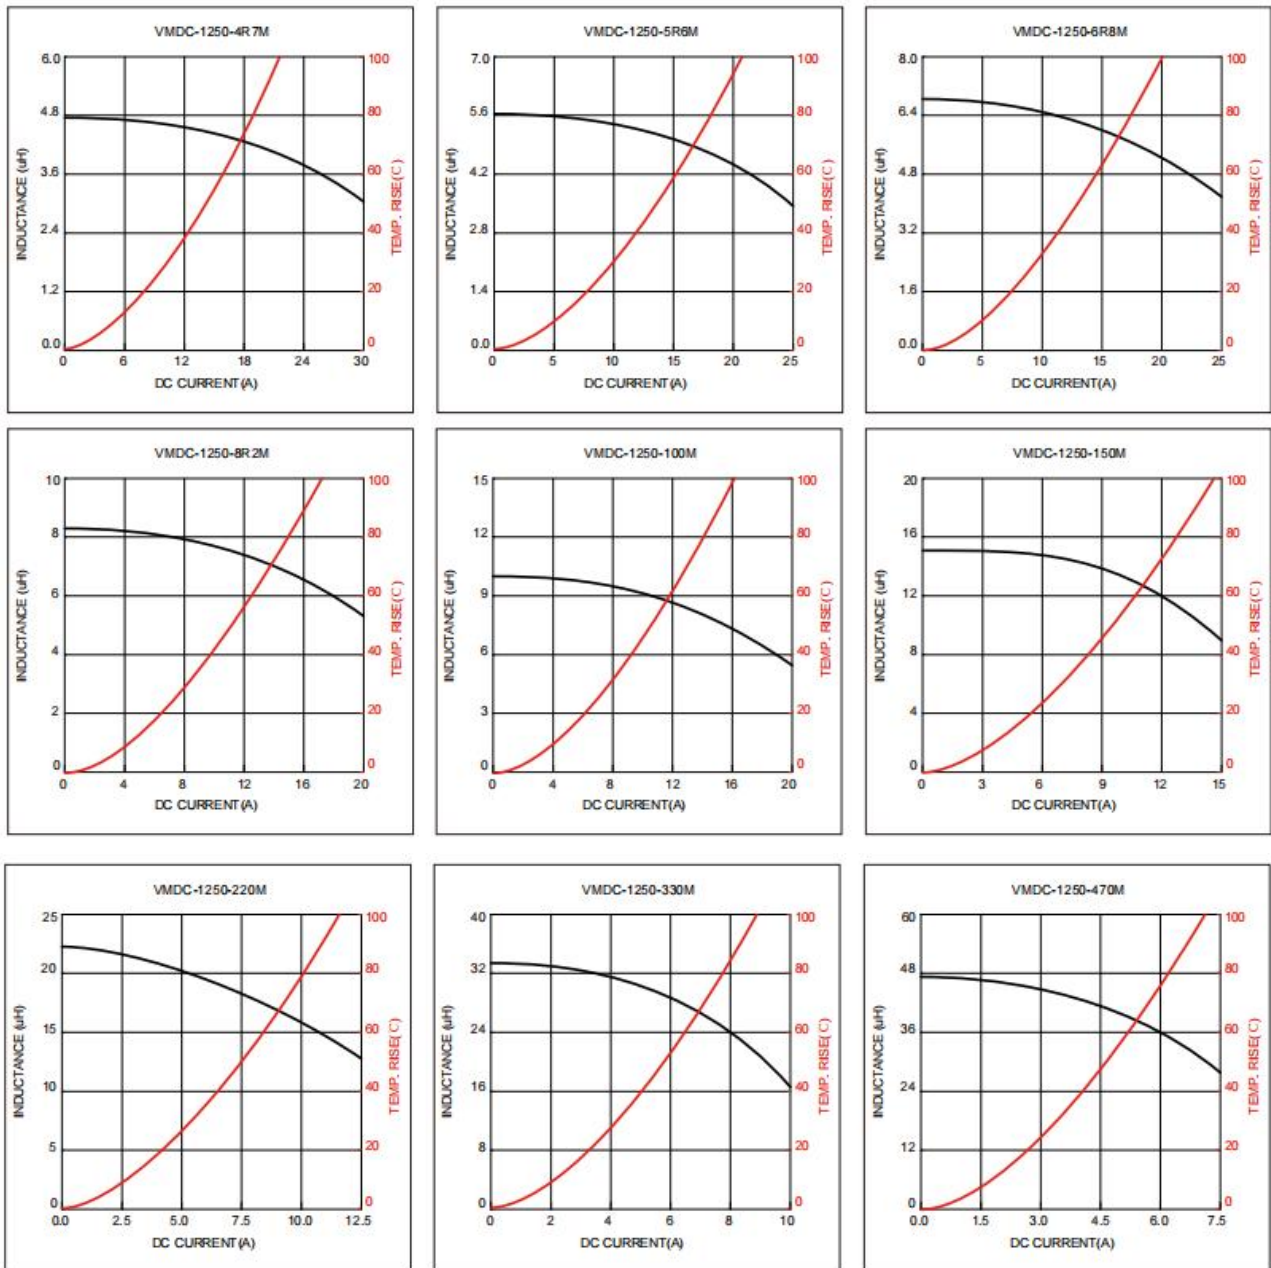 VMDC-1250-4R7M
6.0
4.8
3.6
2.4
1.2
0.0
100
80
60
40
20
0
0 6 12 18 24 30
INDUCTANCE (uH)
TEMP. RISE(C)
DC CURRENT(A)
VMDC-1250-5R6M
7.0
5.6
4.2
2.8
1.4
0.0
100
80
60
40
20
0
0 5 10 15 20 25
INDUCTANCE (uH)
TEMP. RISE(C)
DC CURRENT(A)
VMDC-1250-6R8M
8.0
6.4
4.8
3.2
1.6
0.0
100
80
60
40
20
0
0 5 10 15 20 25
INDUCTANCE (uH)
TEMP. RISE(C)
DC CURRENT(A)
VMDC-1250-8R2M
10
8
6
4
2
0
100
80
60
40
20
0
0 4 8 12 16 20
INDUCTANCE (uH)
TEMP. RISE(C)
DC CURRENT(A)
VMDC-1250-100M
15
12
9
6
3
0
100
80
60
40
20
0
0 4 8 12 16 20
INDUCTANCE (uH)
TEMP. RISE(C)
DC CURRENT(A)
VMDC-1250-150M
20
16
12
8
4
0
100
80
60
40
20
0
0 3 6 9 12 15
INDUCTANCE (uH)
TEMP. RISE(C)
DC CURRENT(A)
VMDC-1250-220M
25
20
15
10
5
0
100
80
60
40
20
0
0.0 2.5 5.0 7.5 10.0 12.5
INDUCTANCE (uH)
TEMP. RISE(C)
DC CURRENT(A)
VMDC-1250-330M
40
32
24
16
8
0
100
80
60
40
20
0
0 2 4 6 8 10
INDUCTANCE (uH)
TEMP. RISE(C)
DC CURRENT(A)
VMDC-1250-470M
60
48
36
24
12
0
100
80
60
40
20
0
0.0 1.5 3.0 4.5 6.0 7.5
INDUCTANCE (uH)
TEMP. RISE(C)
DC CURRENT(A)